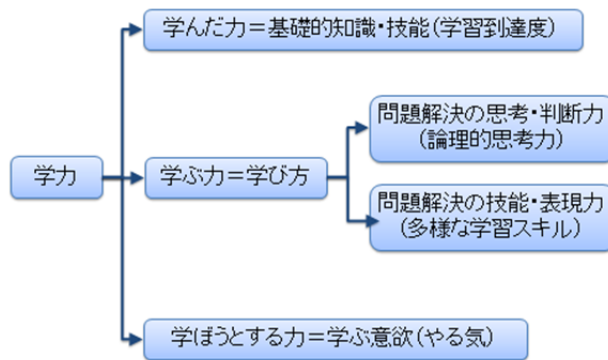 学んだ力＝基礎的知識・技能(学習到達度)
学力
学ぶ力＝学び方
問題解決の思考・判断力
(論理的思考力)
問題解決の技能・表現力
(多様な学習スキル)
学ぼうとする力＝学ぶ意欲(やる気)